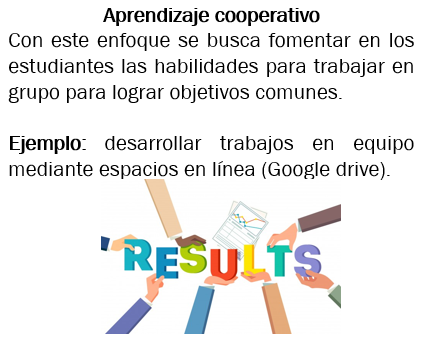 Aprendizaje cooperativo
Con este enfoque se busca fomentar en los
estudiantes las habilidades para trabajar en
grupo para lograr objetivos comunes.
Ejemplo: desarrollar trabajos en equipo
mediante espacios en línea (Google drive).
RESULTS